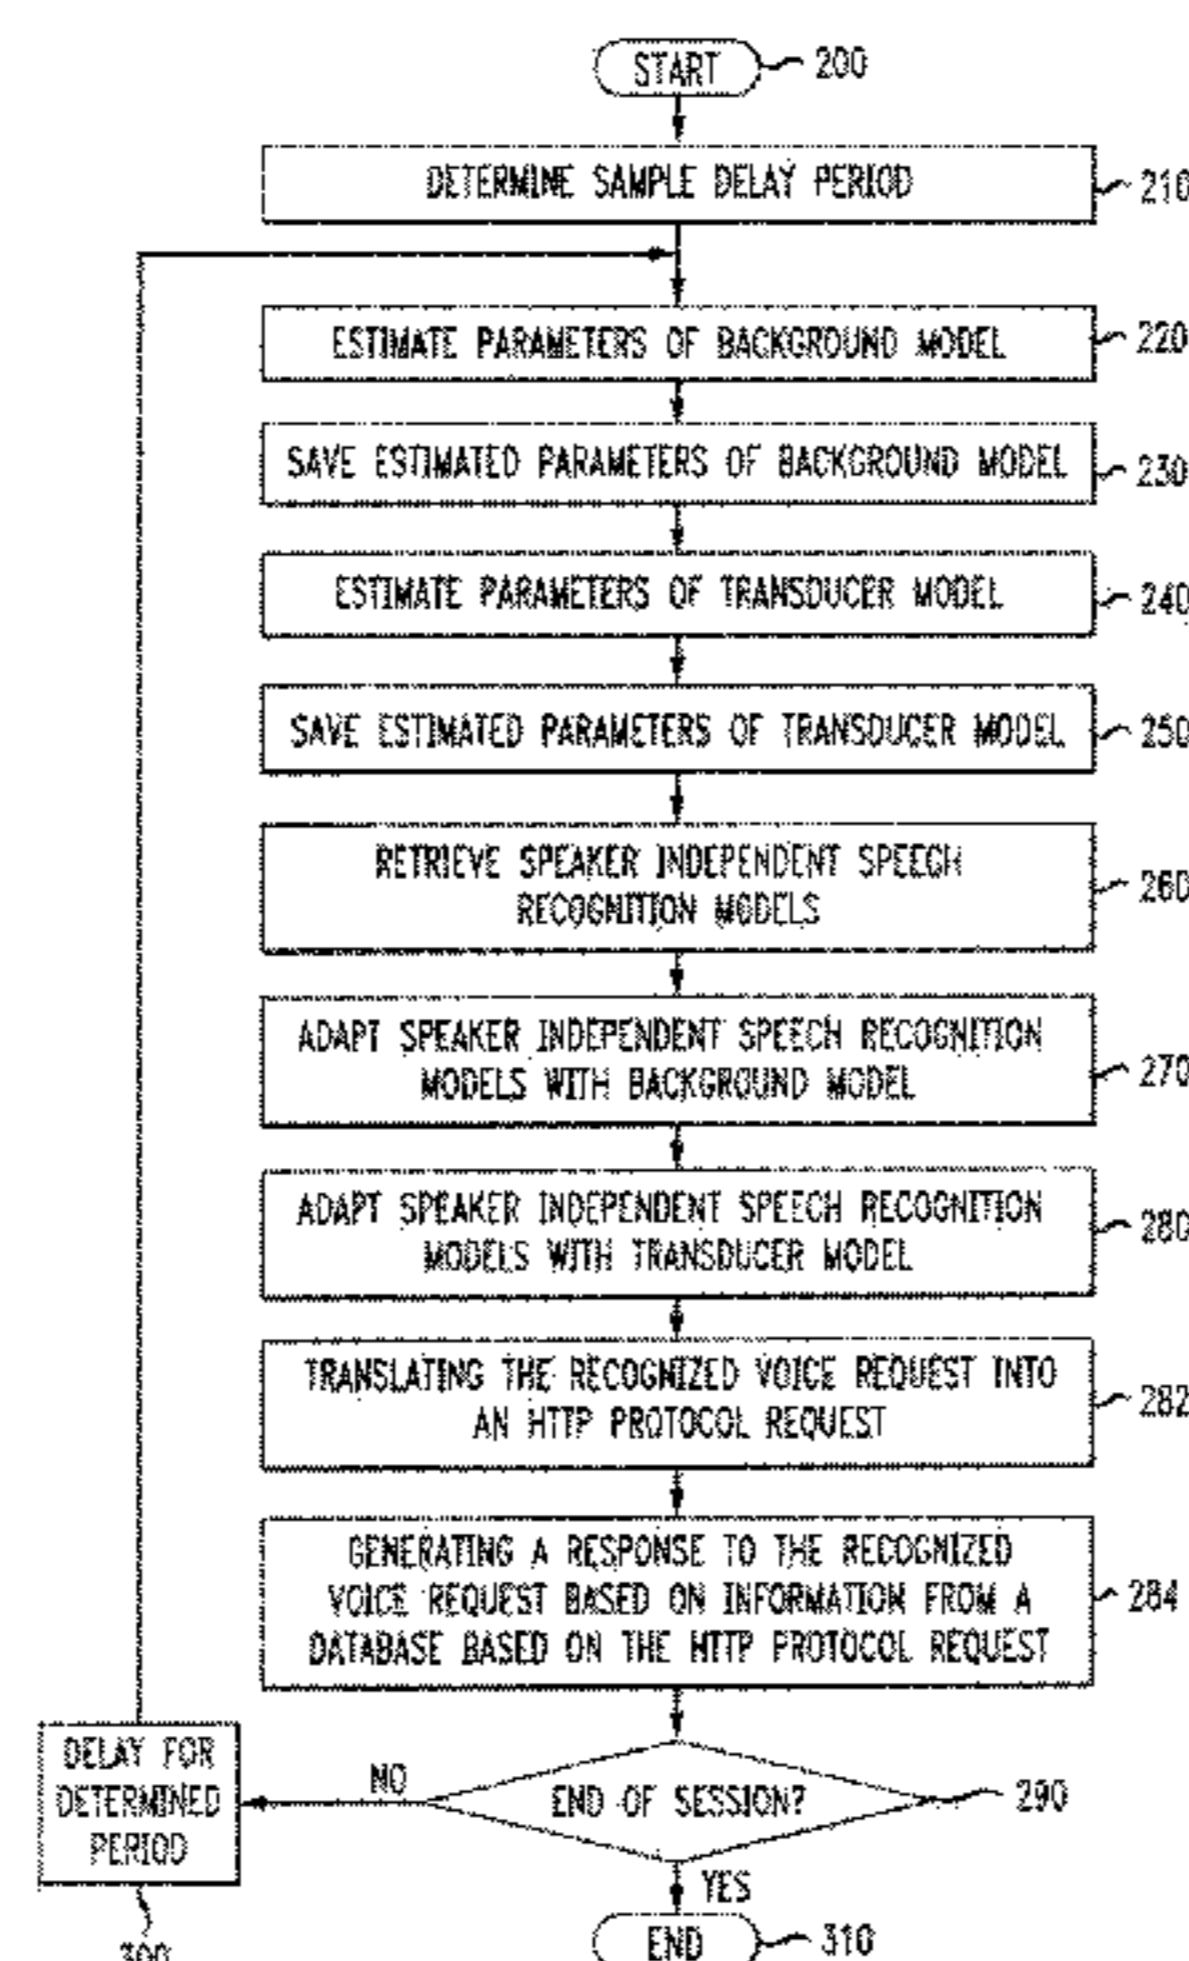 START
200
DETERMINE SAMPLE DELAY PERIOD
210
ESTIMATE PARAMETERS OF BACKGROUND MODEL
220
SAVE ESTIMATED PARAMETERS OF BACKGROUND MODEL
230
ESTIMATE PARAMETERS OF TRANSDUCER MODEL
240
SAVE ESTIMATED PARAMETERS OF TRANSDUCER MODEL
250
RETRIEVE SPEAKER INDEPENDENT SPEECH
RECOGNITION MODELS
260
ADAPT SPEAKER INDEPENDENT SPEECH RECOGNITION
MODELS WITH BACKGROUND MODEL
270
ADAPT SPEAKER INDEPENDENT SPEECH RECOGNITION
MODELS WITH TRANSDUCER MODEL
280
TRANSLATING THE RECOGNIZED VOICE REQUEST INTO
AN HTTP PROTOCOL REQUEST
282
GENERATING A RESPONSE TO THE RECOGNIZED
VOICE REQUEST BASED ON INFORMATION FROM A
DATABASE BASED ON THE HTTP PROTOCOL REQUEST
284
DELAY FOR
DETERMINED
PERIOD
300
NO
END OF SESSION?
290
YES
END
310